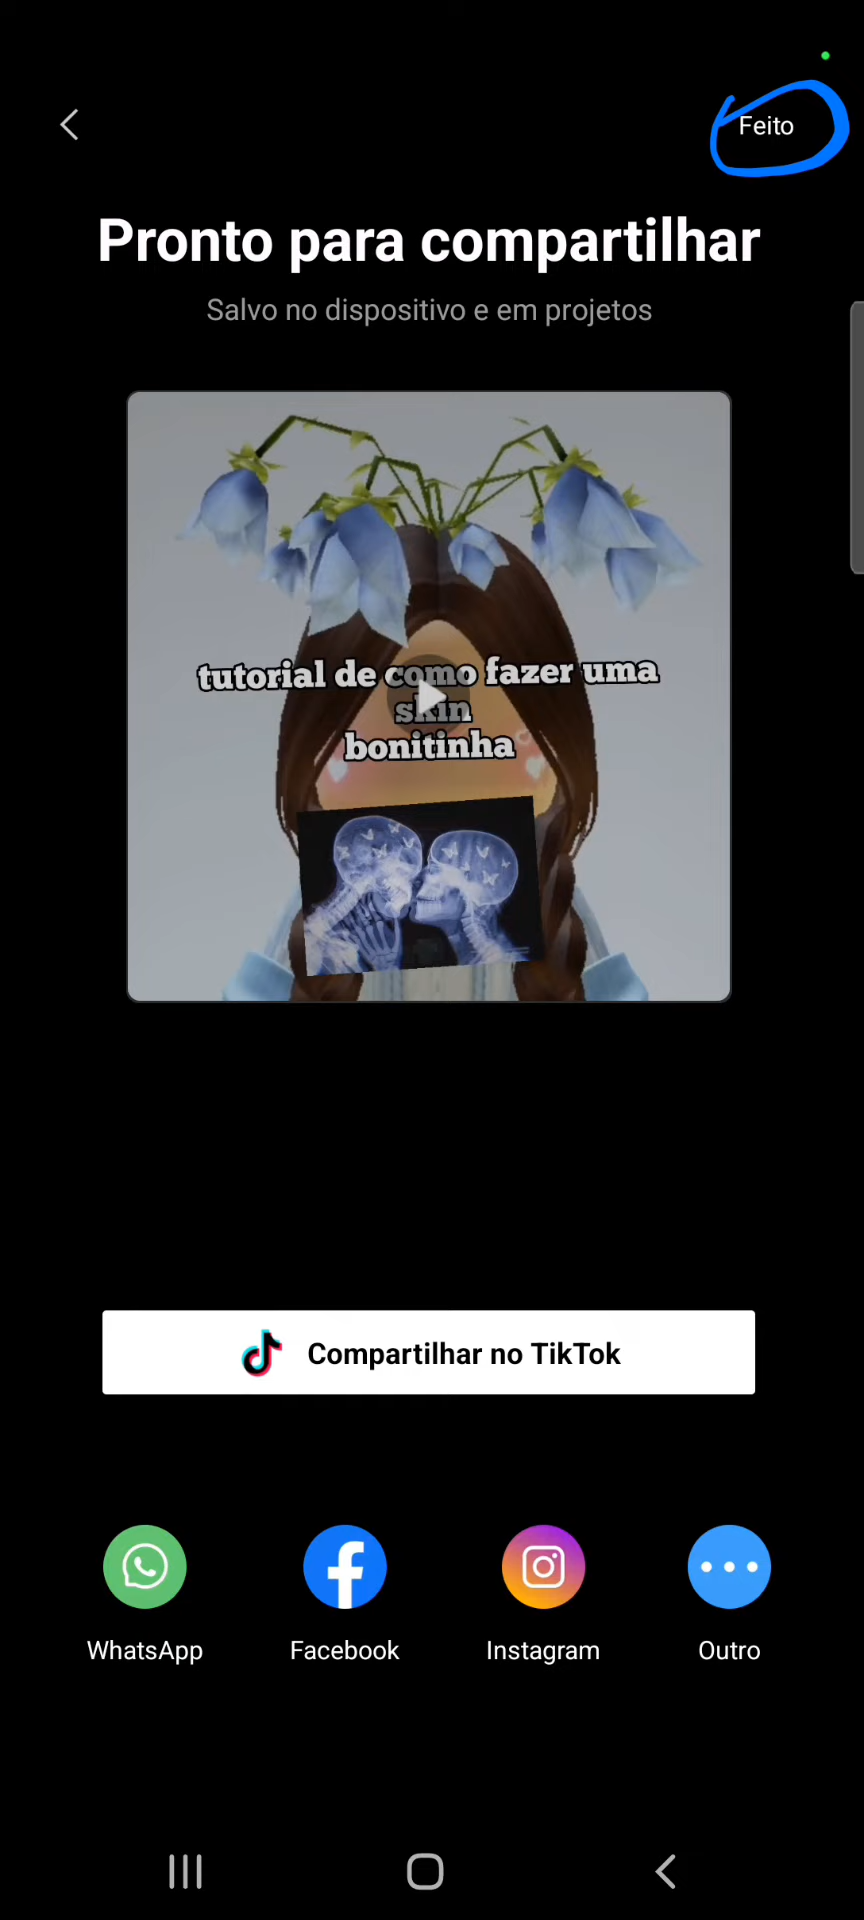 Feito
Pronto para compartilhar
Salvo no dispositivo e em projetos
tutorial de como fazer uma
skin
bonitinha
Compartilhar no TikTok
WhatsApp
Facebook
Instagram
Outro